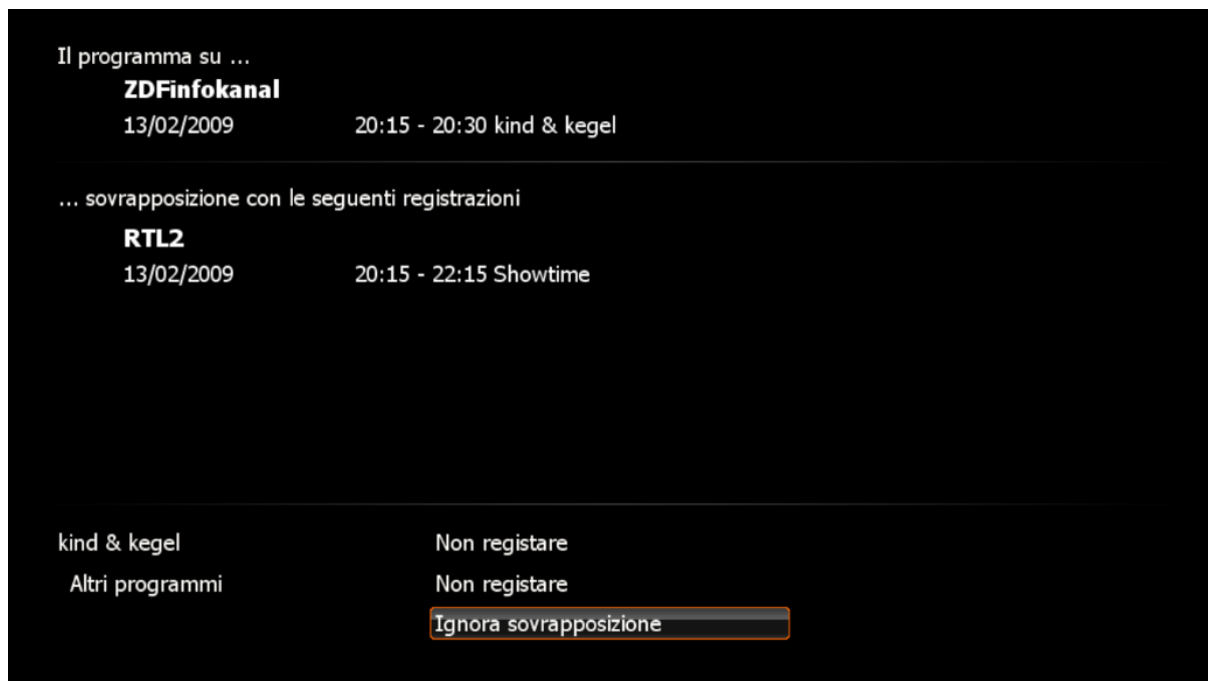 Il programma su ...
ZDFinfokanal
13/02/2009 20:15 - 20:30 kind & kegel
... sovrapposizione con le seguenti registrazioni
RTL2
13/02/2009 20:15 - 22:15 Showtime
kind & kegel Non registare
Altri programmi Non registare
Ignora sovrapposizione